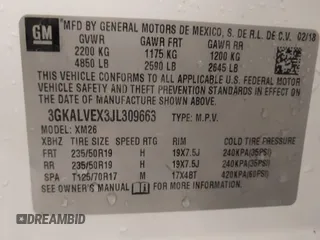 GM
MFD BY GENERAL MOTORS DE MEXICO, S. DE R.L. DE C.V. 02/18
GVWR GAWR FRT GAWR RR
2200 KG 1175 KG 1200 KG
4850 LB 2590 LB 2645 LB
THIS VEHICLE CONFORMS TO ALL APPLICABLE U.S. FEDERAL MOTOR VEHICLE SAFETY, BUMPER, AND THEFT PREVENTION STANDARDS IN EFFECT ON THE DATE OF MANUFACTURE SHOWN ABOVE.
3GKALVEX3JL309663 TYPE: M.P.V.
MODEL: XM26
XBHZ TIRE SIZE SPEED RTG RIM COLD TIRE PRESSURE
FRT 235/50R19 H 19X7.5J 240KPA(35PSI)
RR 235/50R19 H 19X7.5J 240KPA(35PSI)
SPA T125/70R17 M 17X4BT 420KPA(60PSI)
SEE OWNER'S MANUAL FOR ADDITIONAL INFORMATION.
DREAMBID